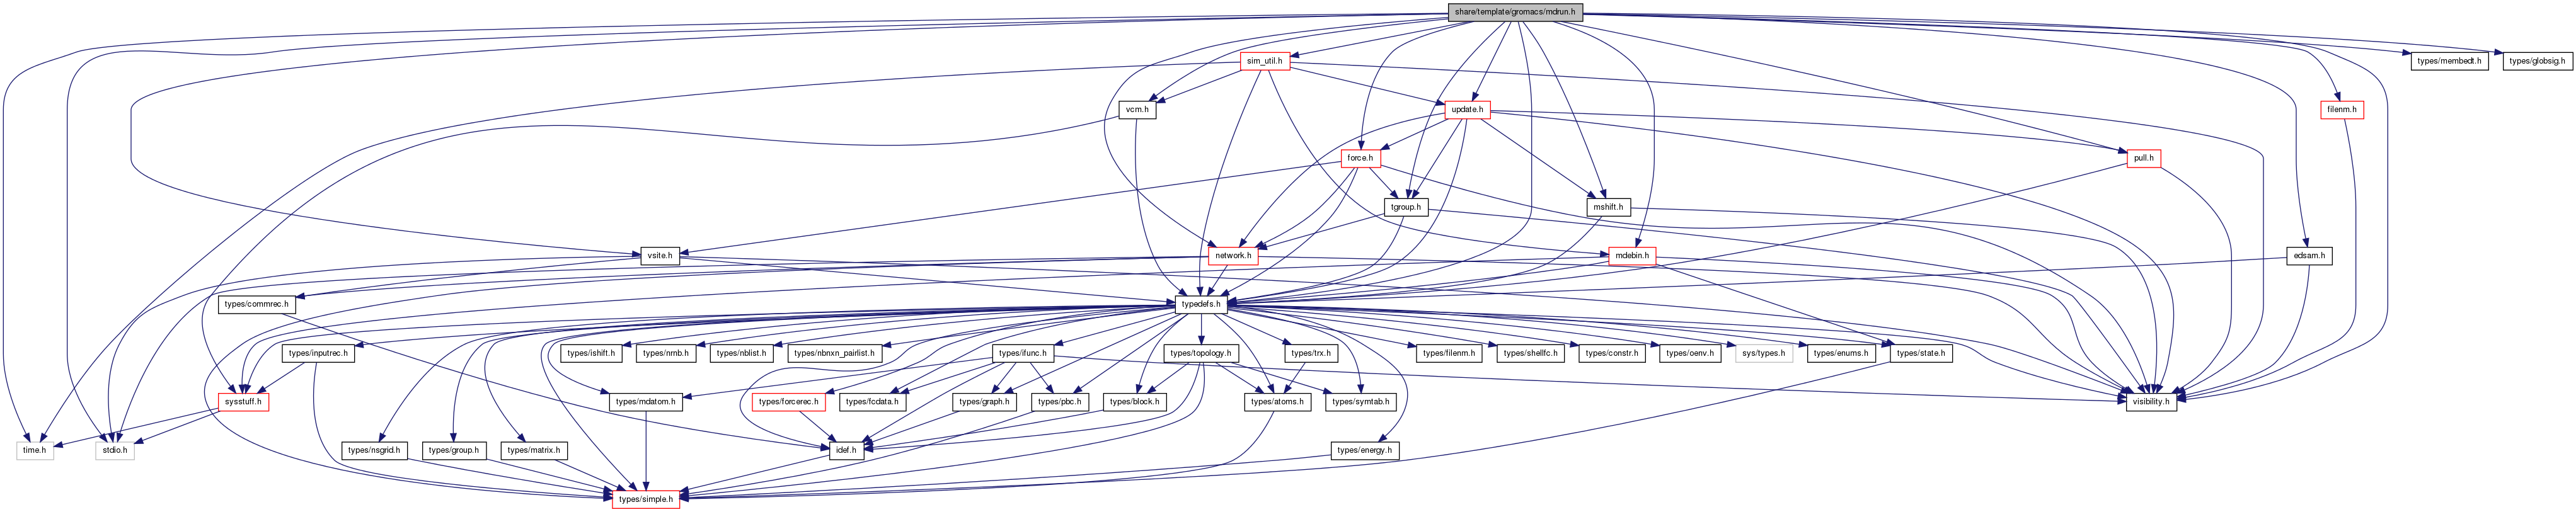 share/template/gromacs/mdrun.h
sim_util.h
types/membedt.h
types/globsig.h
vcm.h
update.h
filenm.h
force.h
pull.h
tgroup.h
mshift.h
vsite.h
network.h
mdebin.h
edsam.h
types/commrec.h
typedefs.h
types/inputrec.h
types/ishift.h
types/nrnb.h
types/nblist.h
types/nbnxn_pairlist.h
types/ifunc.h
types/topology.h
types/trx.h
types/filenm.h
types/shellfc.h
types/constr.h
types/oenv.h
sys/types.h
types/enums.h
types/state.h
sysstuff.h
types/mdatom.h
types/forcerec.h
types/fcdata.h
types/graph.h
types/pbc.h
types/block.h
types/atoms.h
types/symtab.h
visibility.h
time.h
stdio.h
types/nsgrid.h
types/group.h
types/matrix.h
idef.h
types/energy.h
types/simple.h